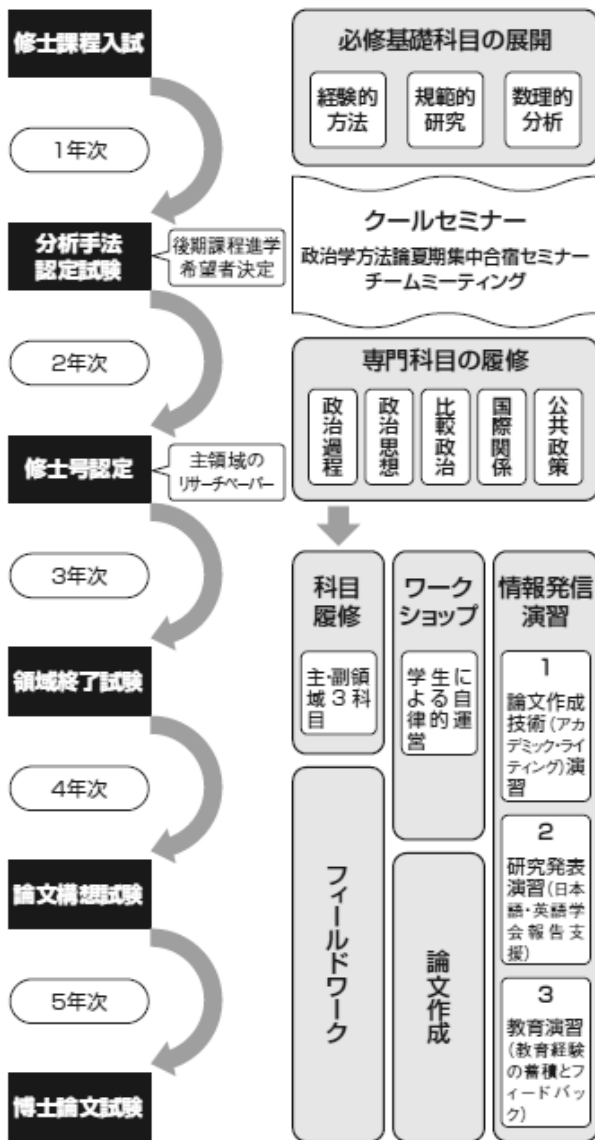 修士課程入試
1年次
分析手法
認定試験
後期課程進学
希望者決定
2年次
修士号認定
主領域の
リサーチペーパー
3年次
領域終了試験
4年次
論文構想試験
5年次
博士論文試験
必修基礎科目の展開
経験的
方法
規範的
研究
数理的
分析
クールセミナー
政治学方法論夏期集中合宿セミナー
チームミーティング
専門科目の履修
政治過程
政治思想
比較政治
国際関係
公共政策
科目
履修
主・副領
域3科
目
フィールドワーク
ワーク
ショップ
学生に
よる自
律的運
営
論文作成
情報発信
演習
1
論文作成
技術(アカ
デミック・ライ
ティング)演
習
2
研究発表
演習(日本
語・英語学
会報告支
援)
3
教育演習
(教育経験
の蓄積とフ
ィードバッ
ク)